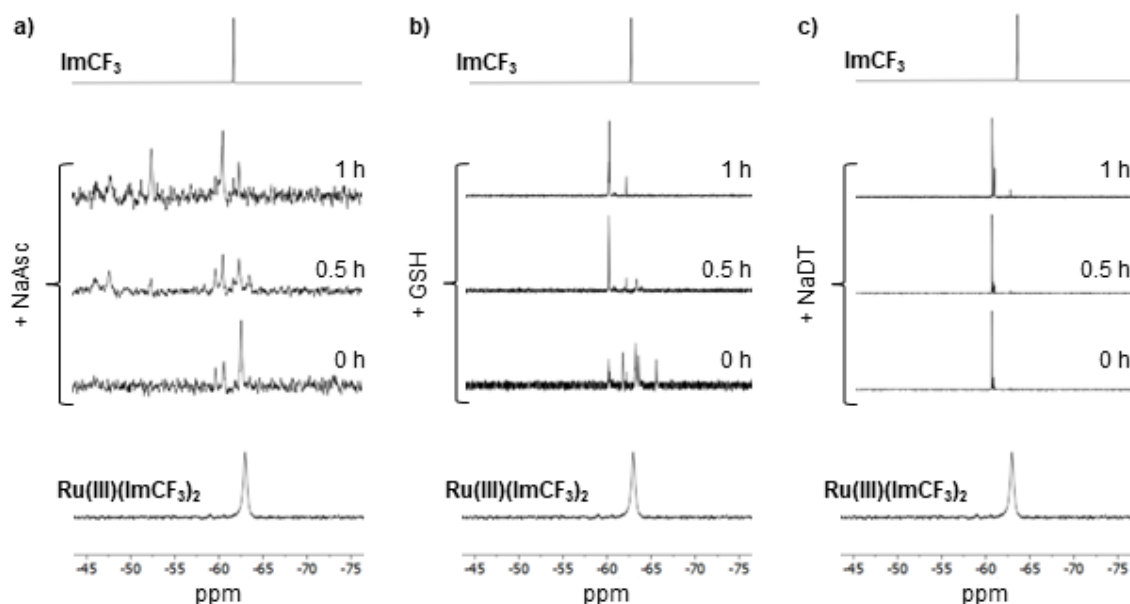 a)
ImCF₃
+ NaAsc
1 h
0.5 h
0 h
Ru(III)(ImCF₃)₂
-45 -50 -55 -60 -65 -70 -75
ppm
b)
ImCF₃
+ GSH
1 h
0.5 h
0 h
Ru(III)(ImCF₃)₂
-45 -50 -55 -60 -65 -70 -75
ppm
c)
ImCF₃
+ NaDT
1 h
0.5 h
0 h
Ru(III)(ImCF₃)₂
-45 -50 -55 -60 -65 -70 -75
ppm